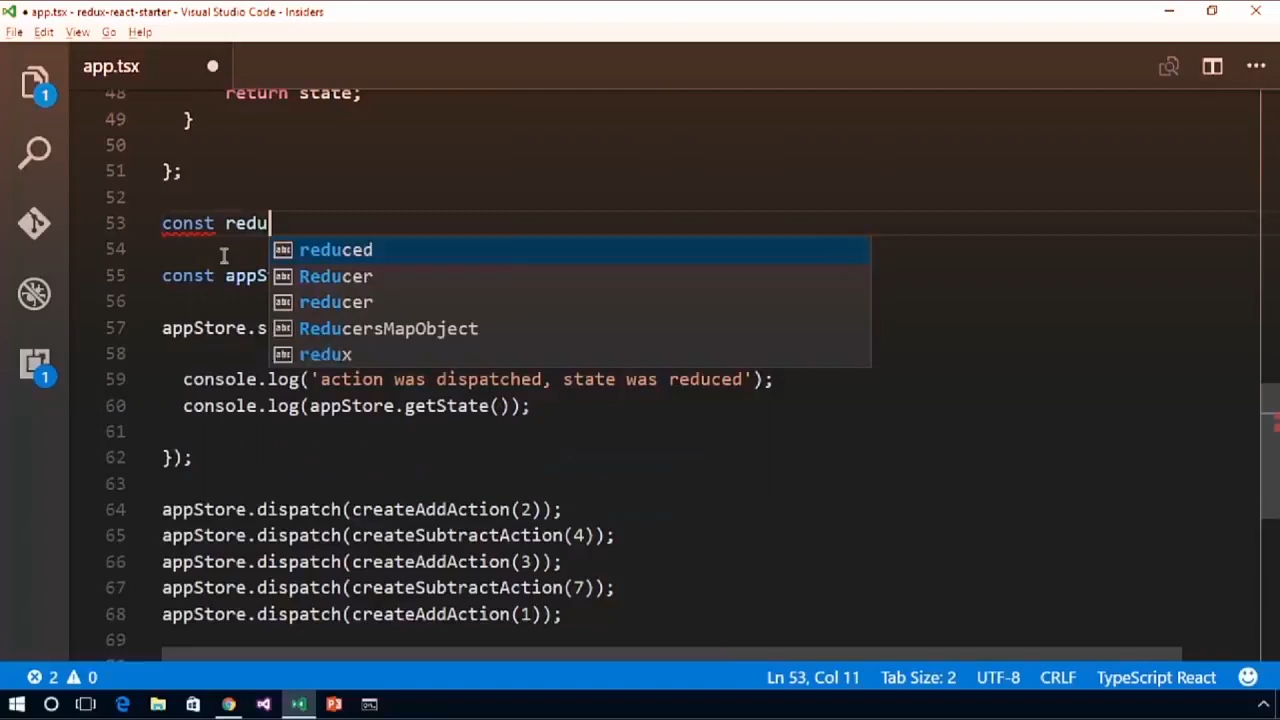 ● app.tsx - redux-react-starter - Visual Studio Code - Insiders
File Edit View Go Help
app.tsx
1
1
48 return state;
49 }
50
51 };
52
53 const redu
54 reduced
55 const appS Reducer
56 reducer
57 appStore.s ReducersMapObject
58 redux
59 console.log('action was dispatched, state was reduced');
60 console.log(appStore.getState());
61
62 });
63
64 appStore.dispatch(createAddAction(2));
65 appStore.dispatch(createSubtractAction(4));
66 appStore.dispatch(createAddAction(3));
67 appStore.dispatch(createSubtractAction(7));
68 appStore.dispatch(createAddAction(1));
69
2 0 Ln 53, Col 11 Tab Size: 2 UTF-8 CRLF TypeScript React